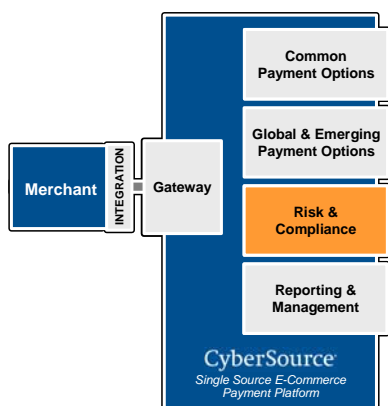 Common
Payment Options
Global & Emerging
Payment Options
Merchant
INTEGRATION
Gateway
Risk &
Compliance
Reporting &
Management
CyberSource
Single Source E-Commerce
Payment Platform